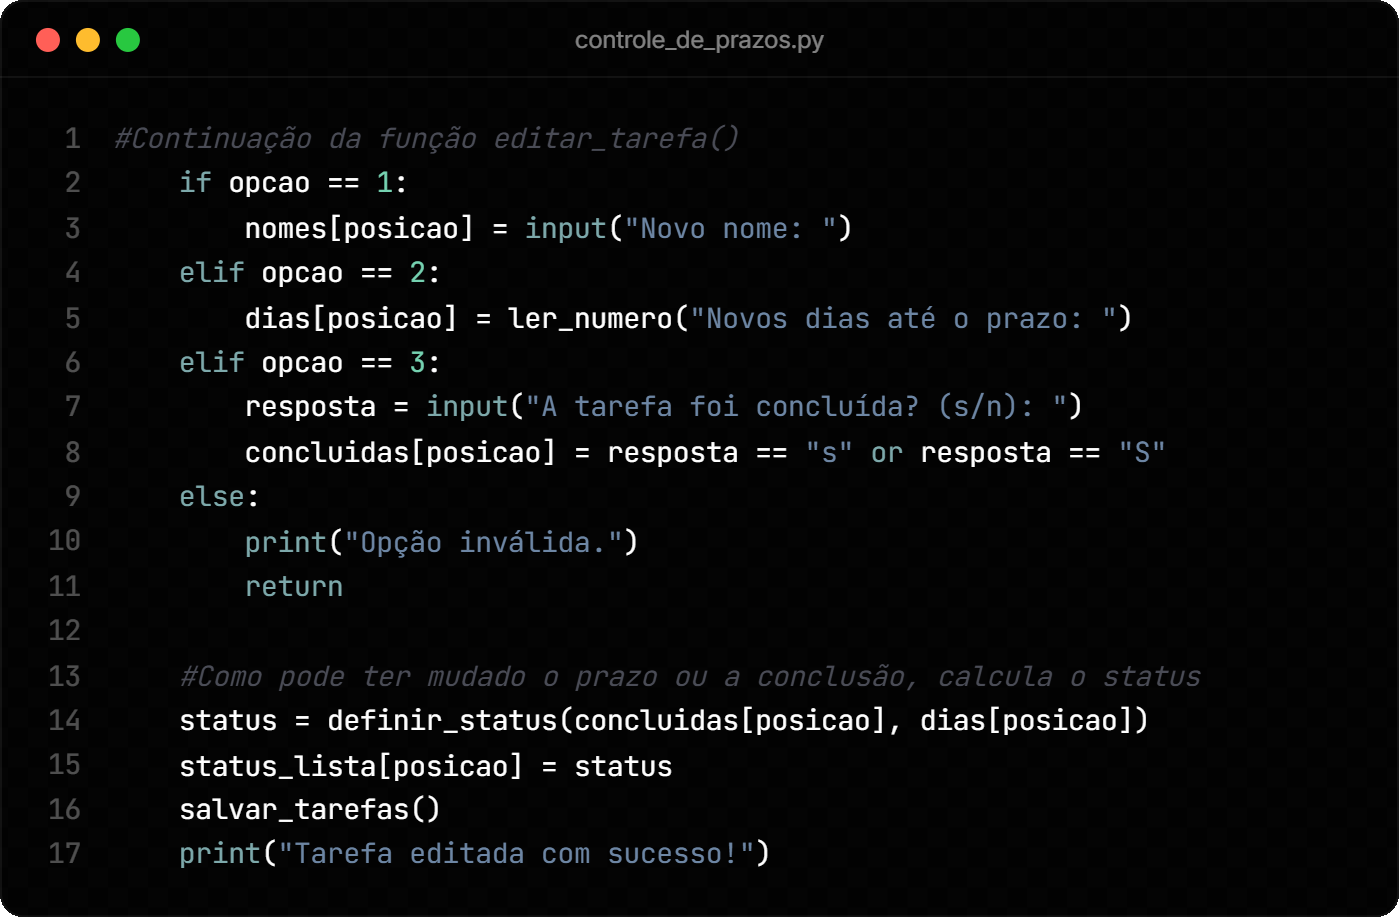 controle_de_prazos.py
1 #Continuação da função editar_tarefa()
2     if opcao == 1:
3         nomes[posicao] = input("Novo nome: ")
4     elif opcao == 2:
5         dias[posicao] = ler_numero("Novos dias até o prazo: ")
6     elif opcao == 3:
7         resposta = input("A tarefa foi concluída? (s/n): ")
8         concluidas[posicao] = resposta == "s" or resposta == "S"
9     else:
10         print("Opção inválida.")
11         return
12
13     #Como pode ter mudado o prazo ou a conclusão, calcula o status
14     status = definir_status(concluidas[posicao], dias[posicao])
15     status_lista[posicao] = status
16     salvar_tarefas()
17     print("Tarefa editada com sucesso!")